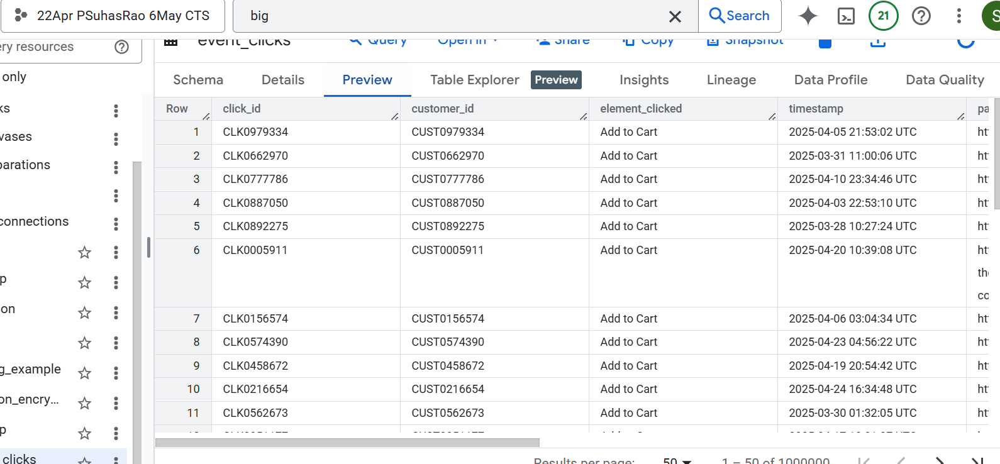 22Apr PSuhasRao 6May CTS
big
Search
21
S
ery resources
event_clicks
Query
Open in
Share
Copy
Snapshot
only
ks
vases
parations
connections
p
on
g_example
on_encry...
p
clicks
Schema
Details
Preview
Table Explorer
Preview
Insights
Lineage
Data Profile
Data Quality
Row click_id customer_id element_clicked timestamp pa
1 CLK0979334 CUST0979334 Add to Cart 2025-04-05 21:53:02 UTC ht
2 CLK0662970 CUST0662970 Add to Cart 2025-03-31 11:00:06 UTC ht
3 CLK0777786 CUST0777786 Add to Cart 2025-04-10 23:34:46 UTC ht
4 CLK0887050 CUST0887050 Add to Cart 2025-04-03 22:53:10 UTC ht
5 CLK0892275 CUST0892275 Add to Cart 2025-03-28 10:27:24 UTC ht
6 CLK0005911 CUST0005911 Add to Cart 2025-04-20 10:39:08 UTC ht
the
co
7 CLK0156574 CUST0156574 Add to Cart 2025-04-06 03:04:34 UTC ht
8 CLK0574390 CUST0574390 Add to Cart 2025-04-23 04:56:22 UTC ht
9 CLK0458672 CUST0458672 Add to Cart 2025-04-19 20:54:42 UTC ht
10 CLK0216654 CUST0216654 Add to Cart 2025-04-24 16:34:48 UTC ht
11 CLK0562673 CUST0562673 Add to Cart 2025-03-30 01:32:05 UTC ht
Results per page: 50 1 – 50 of 1000000